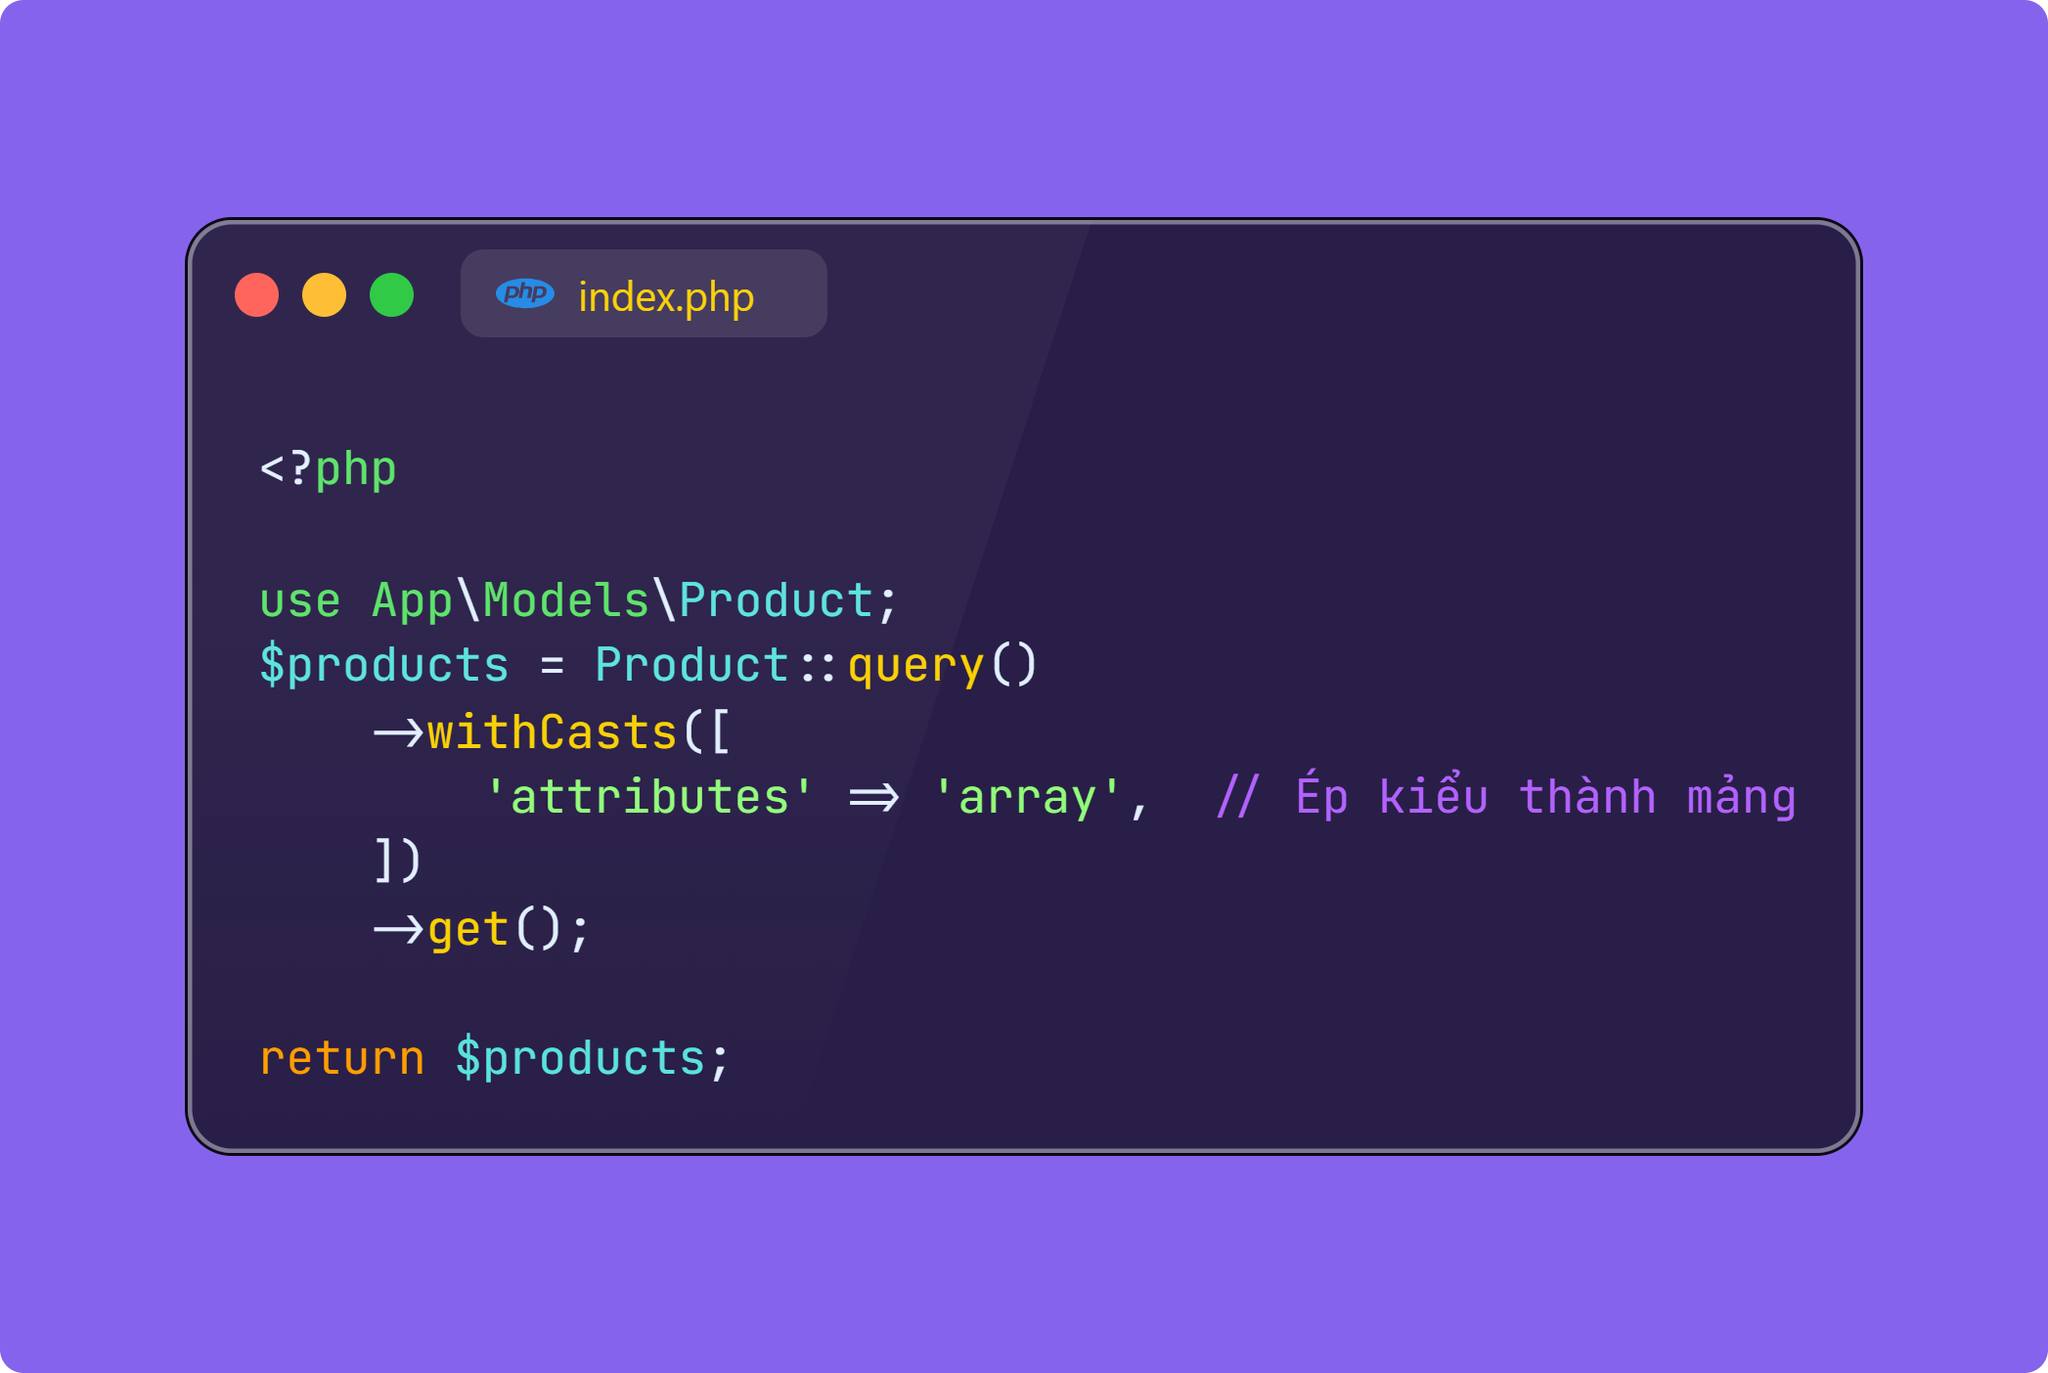 php index.php
<?php
use App\Models\Product;
$products = Product::query()
->withCasts([
'attributes' => 'array', // Ép kiểu thành mảng
])
->get();
return $products;